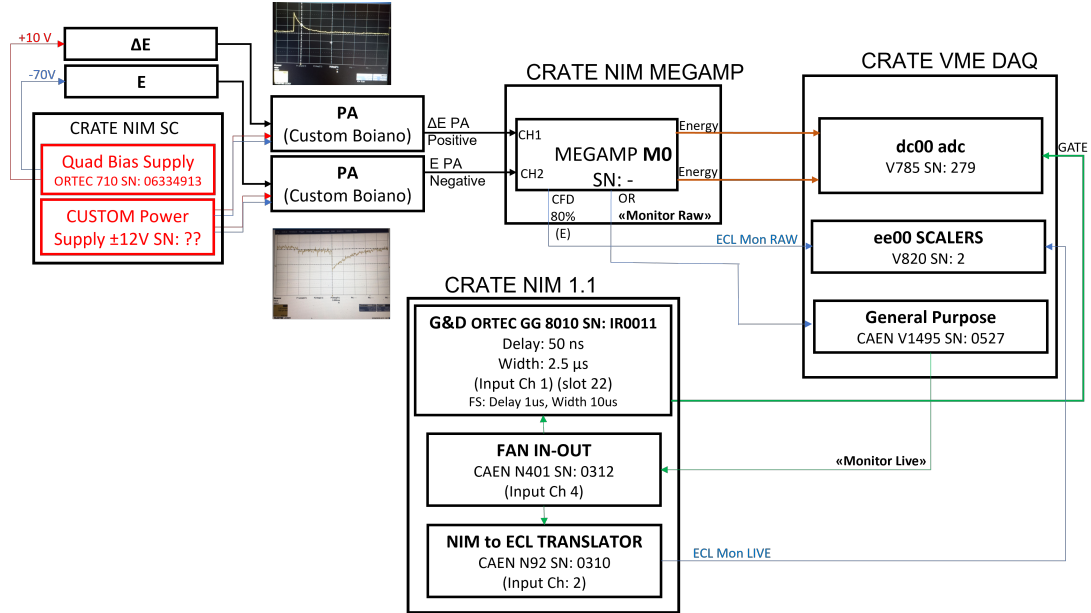 +10 V
-70V
ΔE
E
CRATE NIM SC
Quad Bias Supply
ORTEC 710 SN: 06334913
CUSTOM Power
Supply ±12V SN: ??
PA
(Custom Boiano)
PA
(Custom Boiano)
ΔE PA
Positive
E PA
Negative
CRATE NIM MEGAMP
CH1
CH2
MEGAMP M0
SN: -
Energy
Energy
CFD
80%
(E)
OR
«Monitor Raw»
ECL Mon RAW
CRATE VME DAQ
dc00 adc
V785 SN: 279
GATE
ee00 SCALERS
V820 SN: 2
General Purpose
CAEN V1495 SN: 0527
CRATE NIM 1.1
G&D ORTEC GG 8010 SN: IR0011
Delay: 50 ns
Width: 2.5 µs
(Input Ch 1) (slot 22)
FS: Delay 1us, Width 10us
FAN IN-OUT
CAEN N401 SN: 0312
(Input Ch 4)
«Monitor Live»
NIM to ECL TRANSLATOR
CAEN N92 SN: 0310
(Input Ch: 2)
ECL Mon LIVE